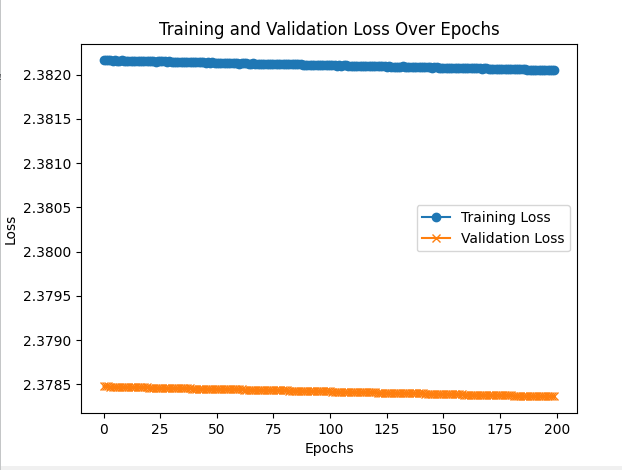 Training and Validation Loss Over Epochs
2.3820
2.3815
2.3810
2.3805
2.3800
2.3795
2.3790
2.3785
Loss
Training Loss
Validation Loss
0 25 50 75 100 125 150 175 200
Epochs